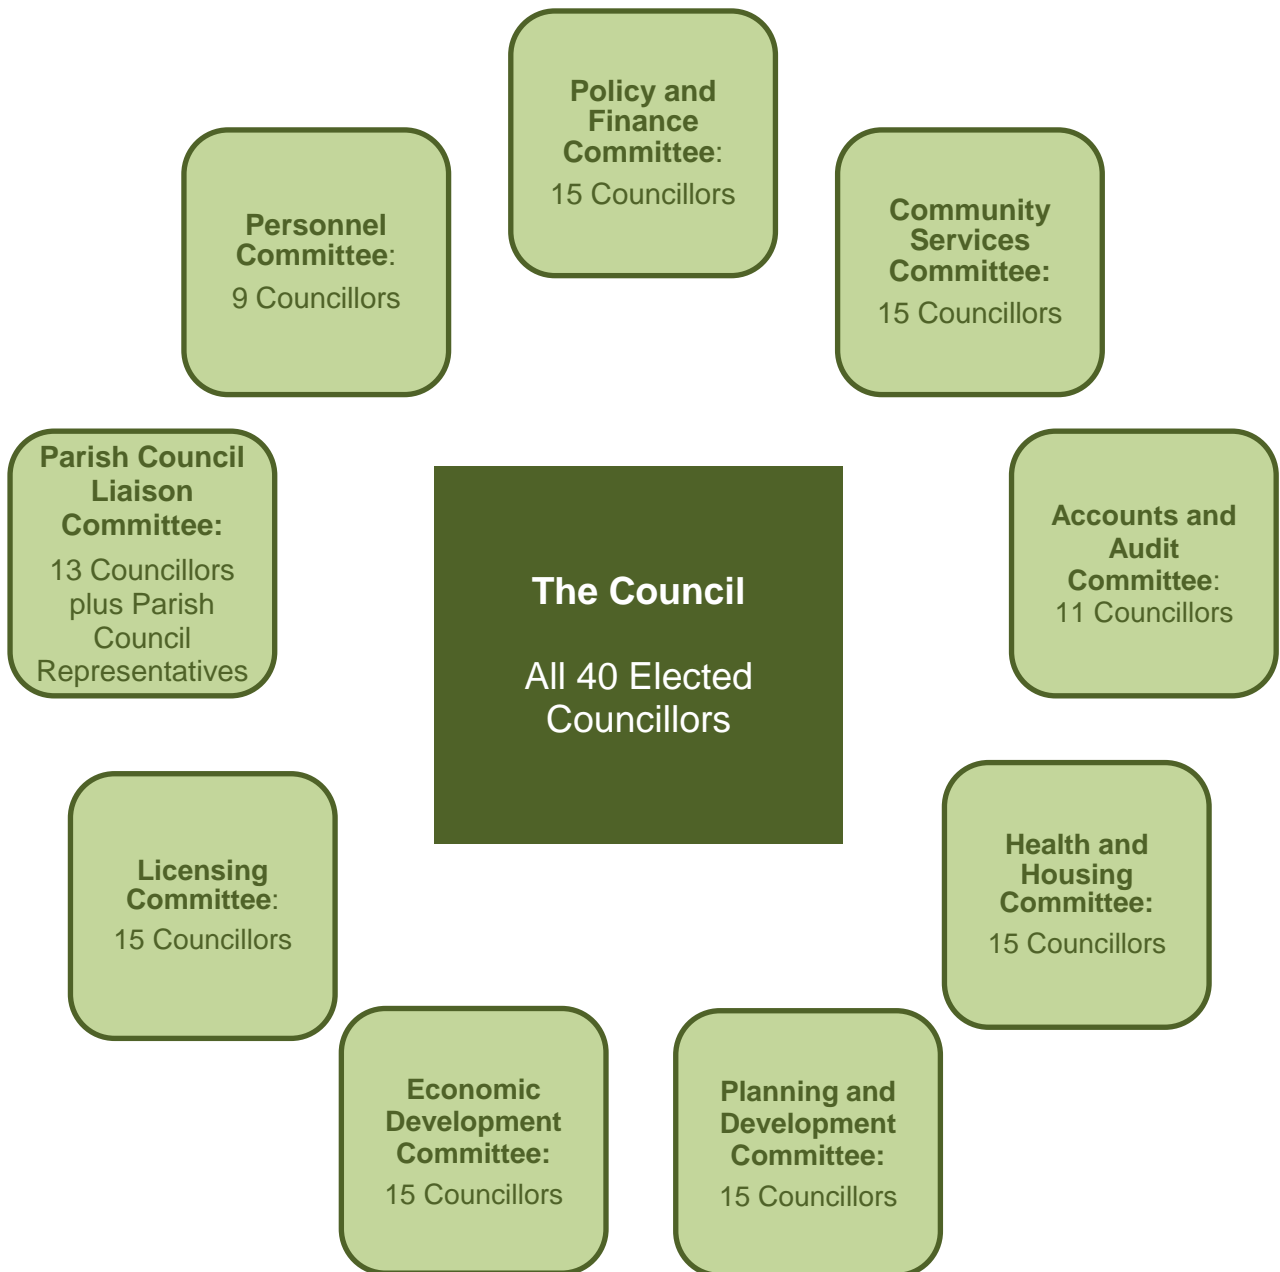 Policy and
Finance
Committee:
15 Councillors
Community
Services
Committee:
15 Councillors
Accounts and
Audit
Committee:
11 Councillors
Health and
Housing
Committee:
15 Councillors
Planning and
Development
Committee:
15 Councillors
Economic
Development
Committee:
15 Councillors
Licensing
Committee:
15 Councillors
Parish Council
Liaison
Committee:
13 Councillors
plus Parish
Council
Representatives
Personnel
Committee:
9 Councillors
The Council
All 40 Elected
Councillors